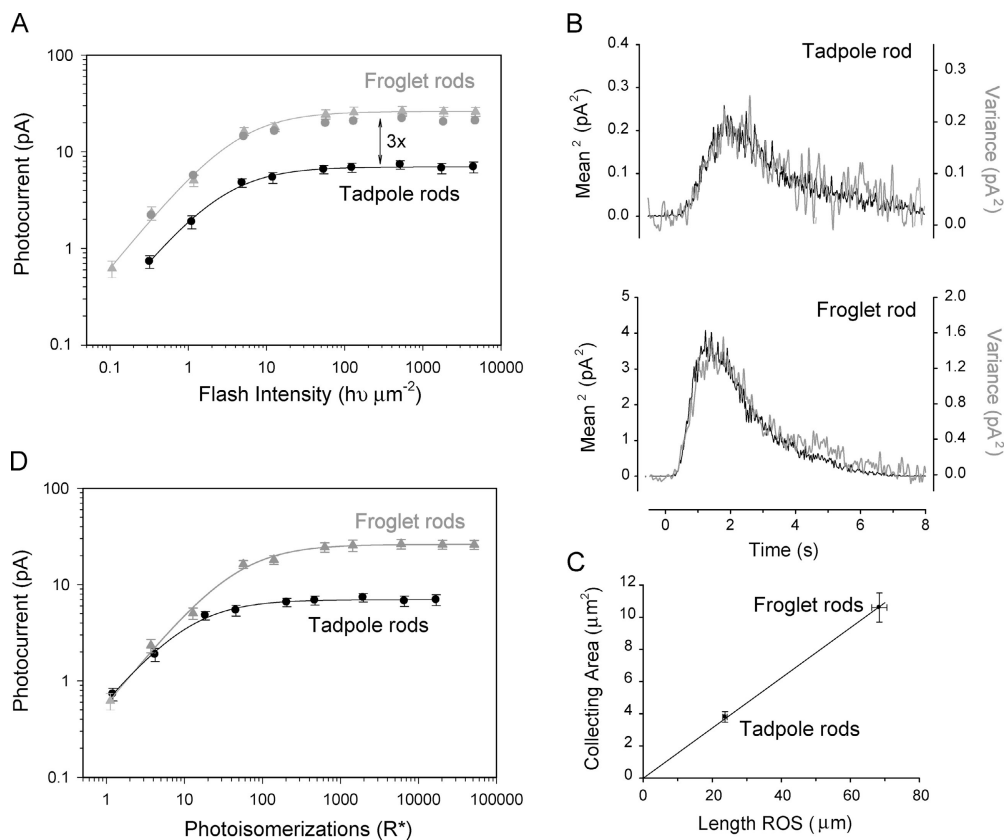 A
100
10
1
0.1
Photocurrent (pA)
Froglet rods
3x
Tadpole rods
0.1 1 10 100 1000 10000
Flash Intensity (hυ μm-2)
B
Tadpole rod
0.4
0.3
0.2
0.1
0.0
Mean 2 (pA2)
0.3
0.2
0.1
0.0
Variance (pA2)
Froglet rod
5
4
3
2
1
0
Mean 2 (pA2)
2.0
1.6
1.2
0.8
0.4
0.0
Variance (pA2)
0 2 4 6 8
Time (s)
D
100
10
1
0.1
Photocurrent (pA)
Froglet rods
Tadpole rods
1 10 100 1000 10000 100000
Photoisomerizations (R*)
C
12
10
8
6
4
2
0
Collecting Area (μm2)
Froglet rods
Tadpole rods
0 20 40 60 80
Length ROS (μm)